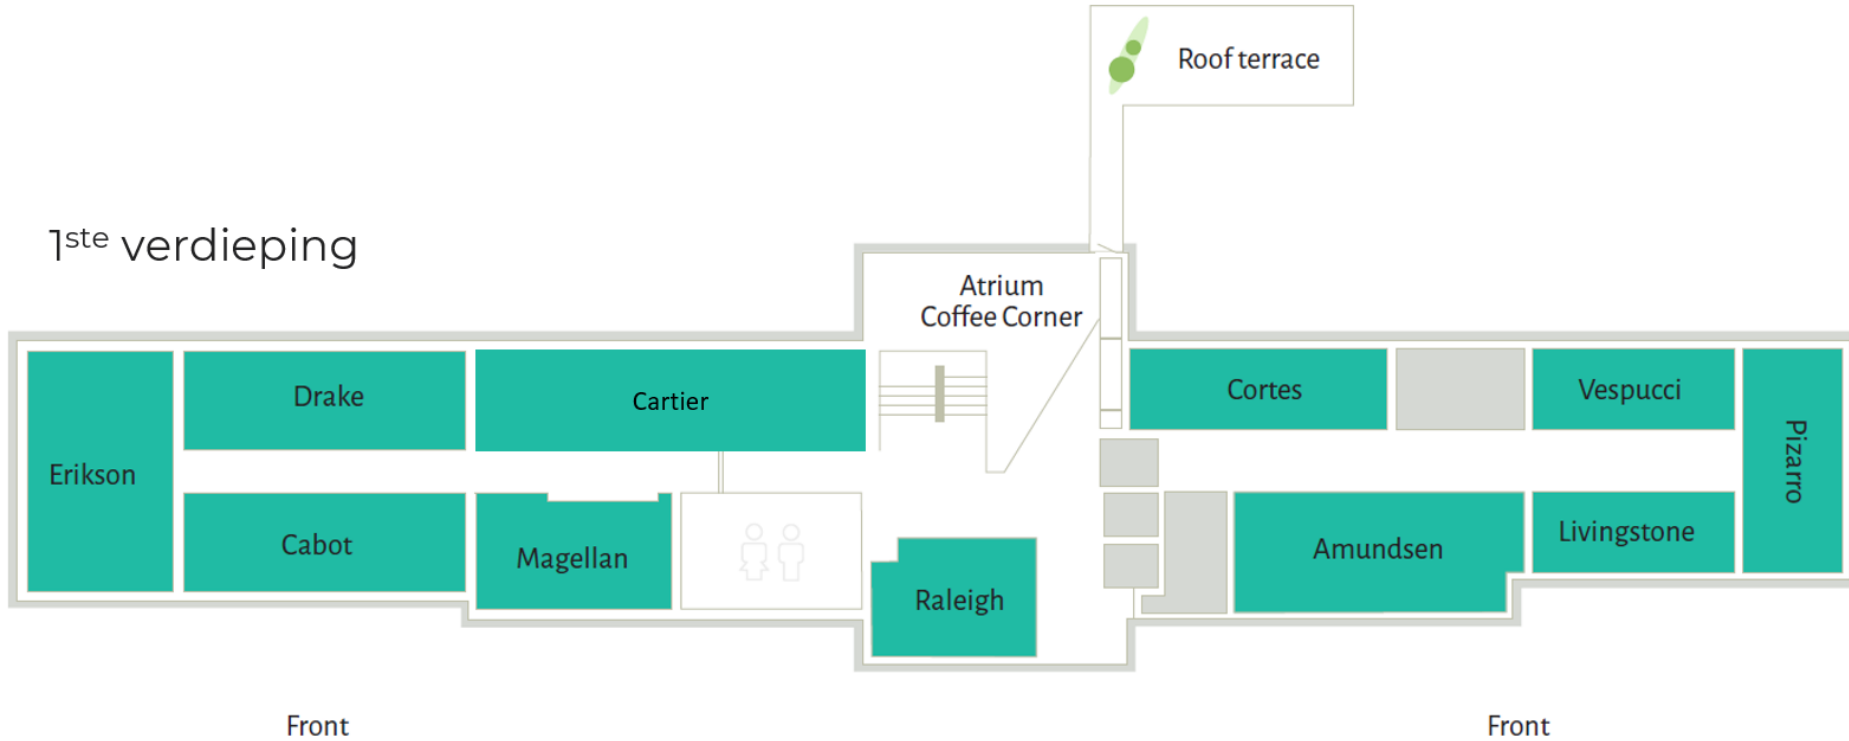 Roof terrace
1ste verdieping
Atrium
Coffee Corner
Drake
Cartier
Cortes
Vespucci
Pizarro
Erikson
Cabot
Magellan
Raleigh
Amundsen
Livingstone
Front
Front